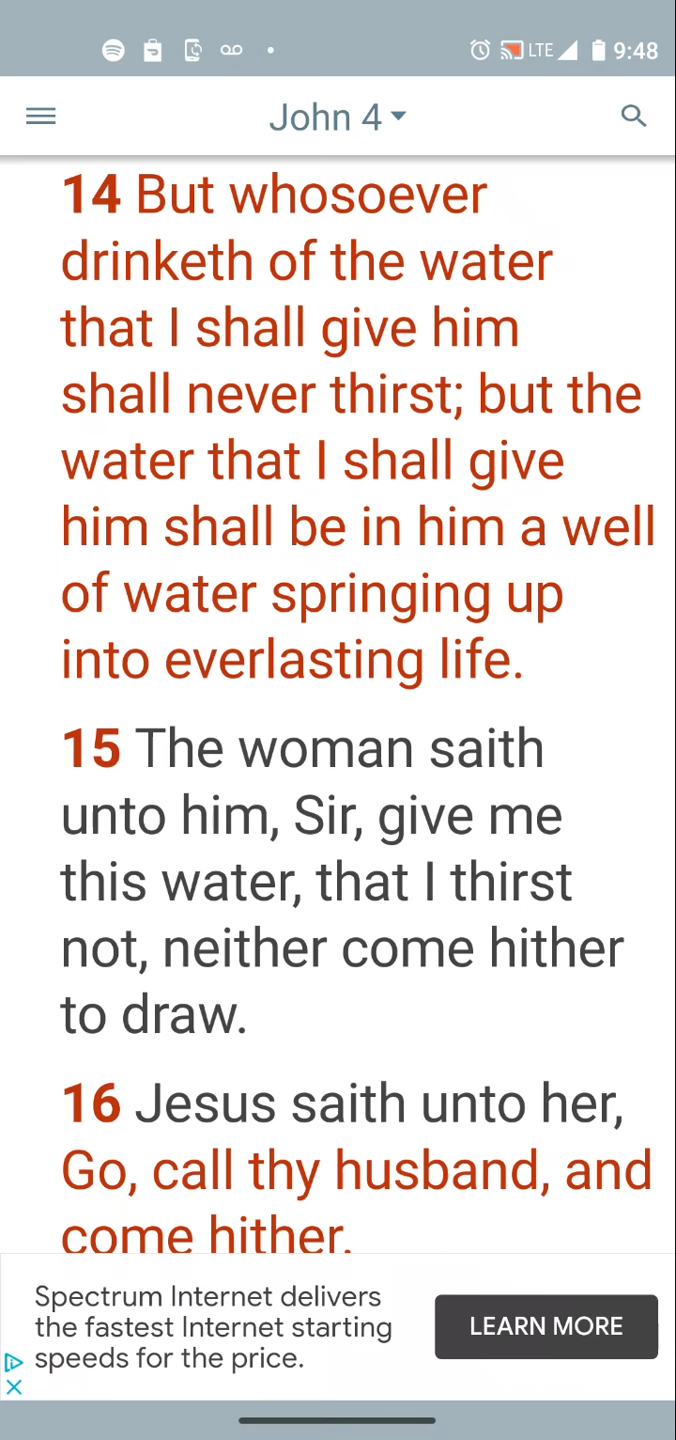 LTE 9:48
John 4
14 But whosoever
drinketh of the water
that I shall give him
shall never thirst; but the
water that I shall give
him shall be in him a well
of water springing up
into everlasting life.
15 The woman saith
unto him, Sir, give me
this water, that I thirst
not, neither come hither
to draw.
16 Jesus saith unto her,
Go, call thy husband, and
come hither.
Spectrum Internet delivers
the fastest Internet starting
speeds for the price.
LEARN MORE